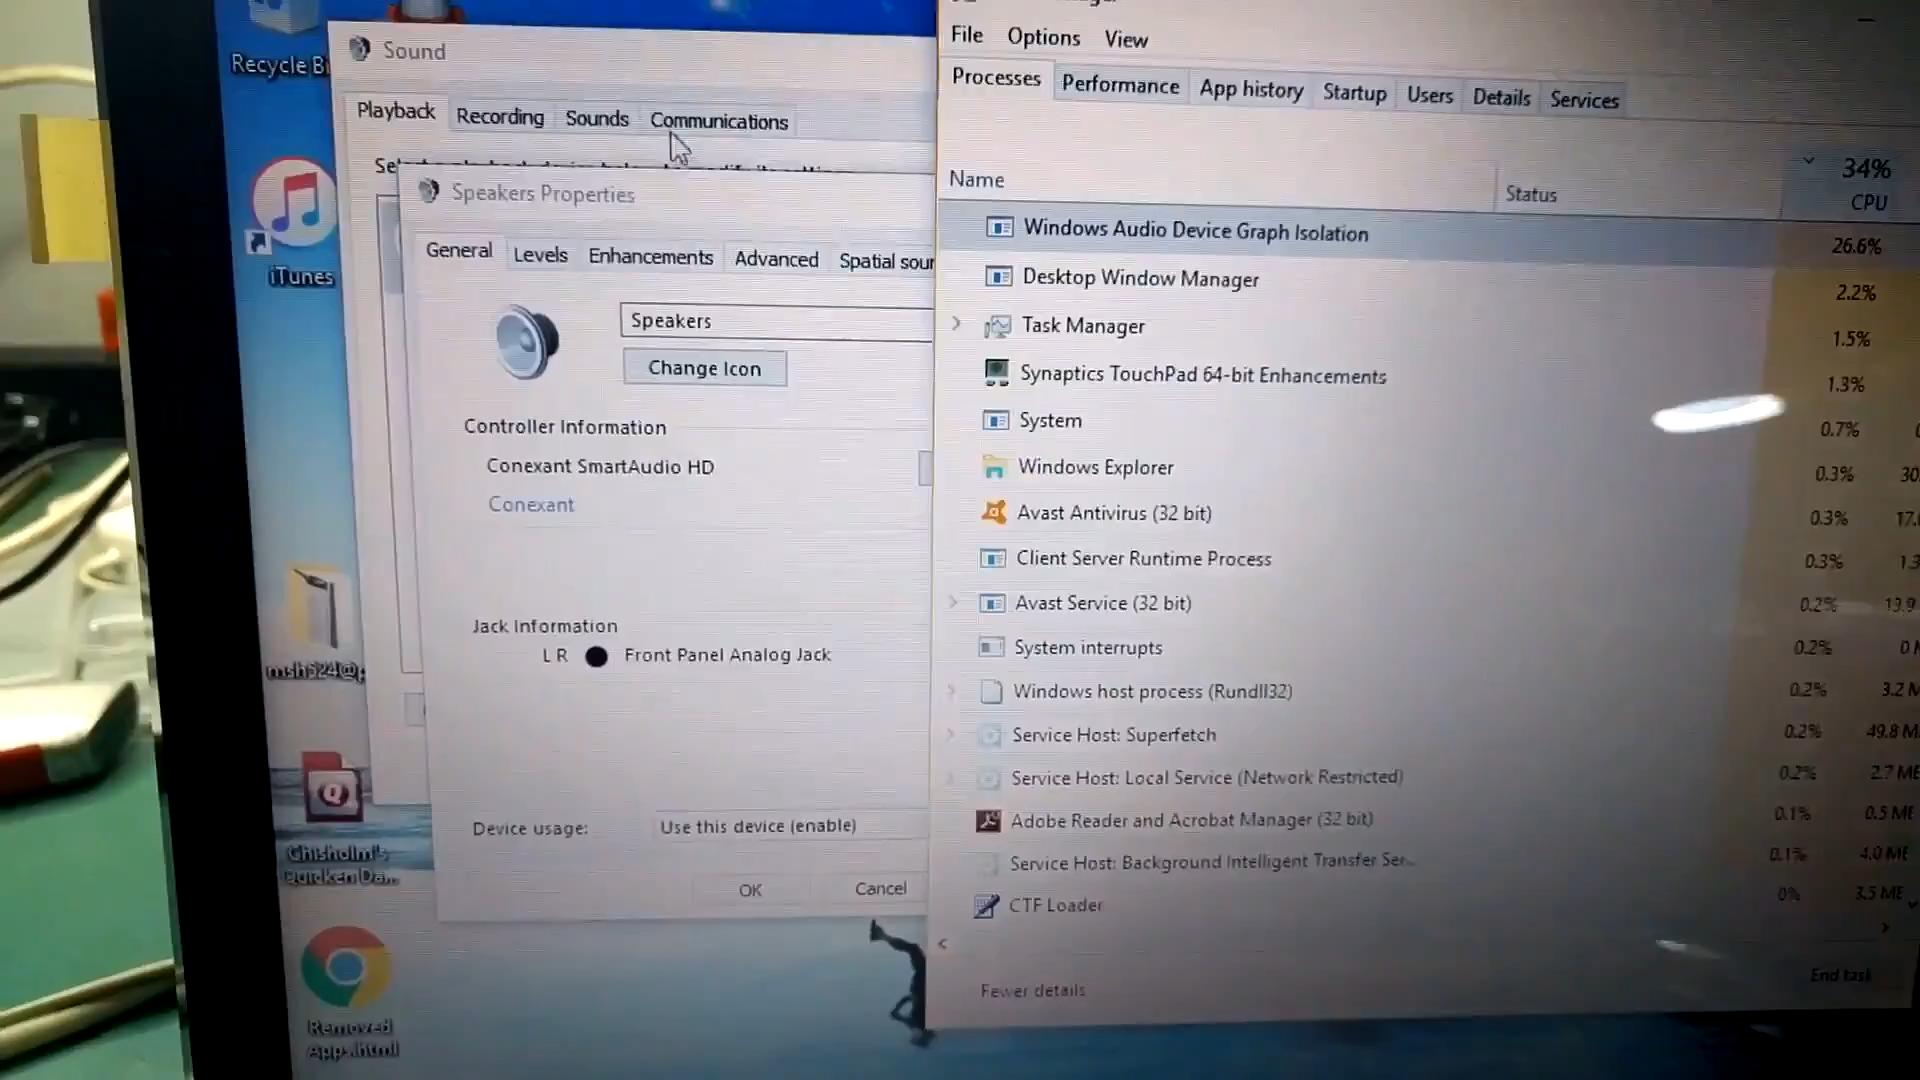 Recycle Bi
iTunes
msh524@p
Chisholm's
Quicken Da...
Removed
Apps.html
Sound
Playback Recording Sounds Communications
Speakers Properties
General Levels Enhancements Advanced Spatial soun
Speakers
Change Icon
Controller Information
Conexant SmartAudio HD
Conexant
Jack Information
L R Front Panel Analog Jack
Device usage: Use this device (enable)
OK Cancel
File Options View
Processes Performance App history Startup Users Details Services
34%
Name Status CPU
Windows Audio Device Graph Isolation 26.6%
Desktop Window Manager 2.2%
Task Manager 1.5%
Synaptics TouchPad 64-bit Enhancements 1.3%
System 0.7%
Windows Explorer 0.3% 30
Avast Antivirus (32 bit) 0.3% 17.
Client Server Runtime Process 0.3% 1.3
Avast Service (32 bit) 0.2% 13.9
System interrupts 0.2% 0 M
Windows host process (Rundll32) 0.2% 3.2 M
Service Host: Superfetch 0.2% 49.8 M
Service Host: Local Service (Network Restricted) 0.2% 2.7 ME
Adobe Reader and Acrobat Manager (32 bit) 0.1% 0.5 ME
Service Host: Background Intelligent Transfer Ser... 0.1% 4.0 ME
CTF Loader 0% 3.5 ME
Fewer details
End task